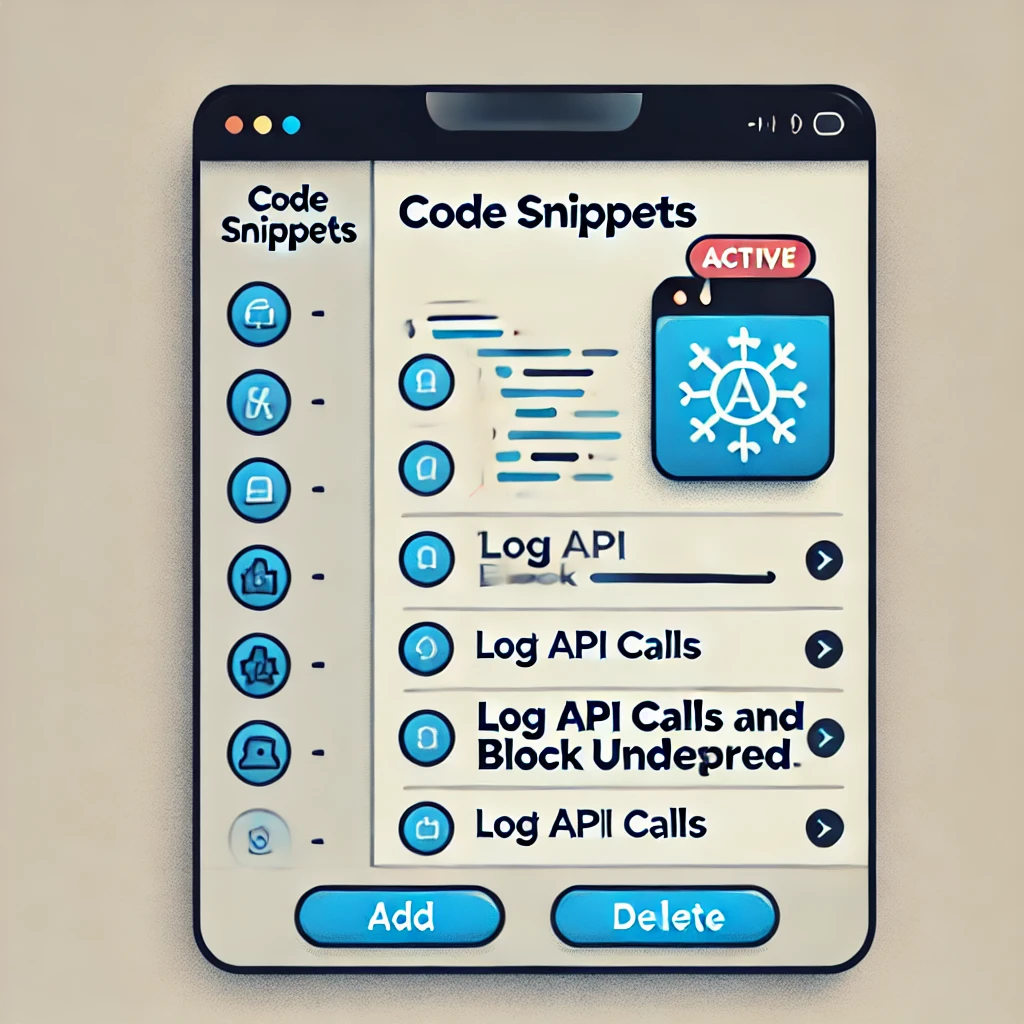 Code
Snippets
Code Snippets
ACTIVE
A
Log API
Log API Calls
Log API Calls and
Block Undepred
Log API Calls
Add
Delete